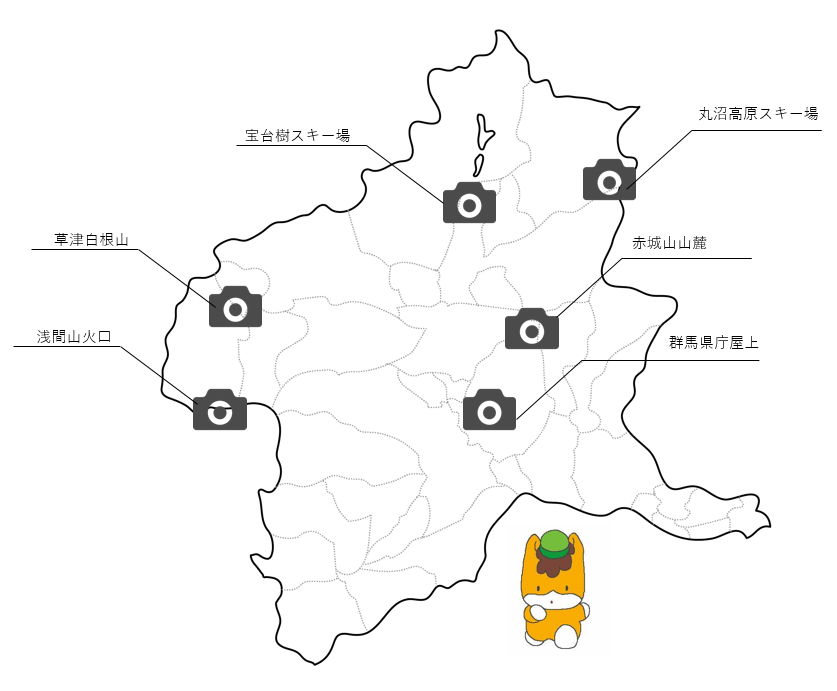 丸沼高原スキー場
宝台樹スキー場
草津白根山
赤城山山麓
浅間山火口
群馬県庁屋上